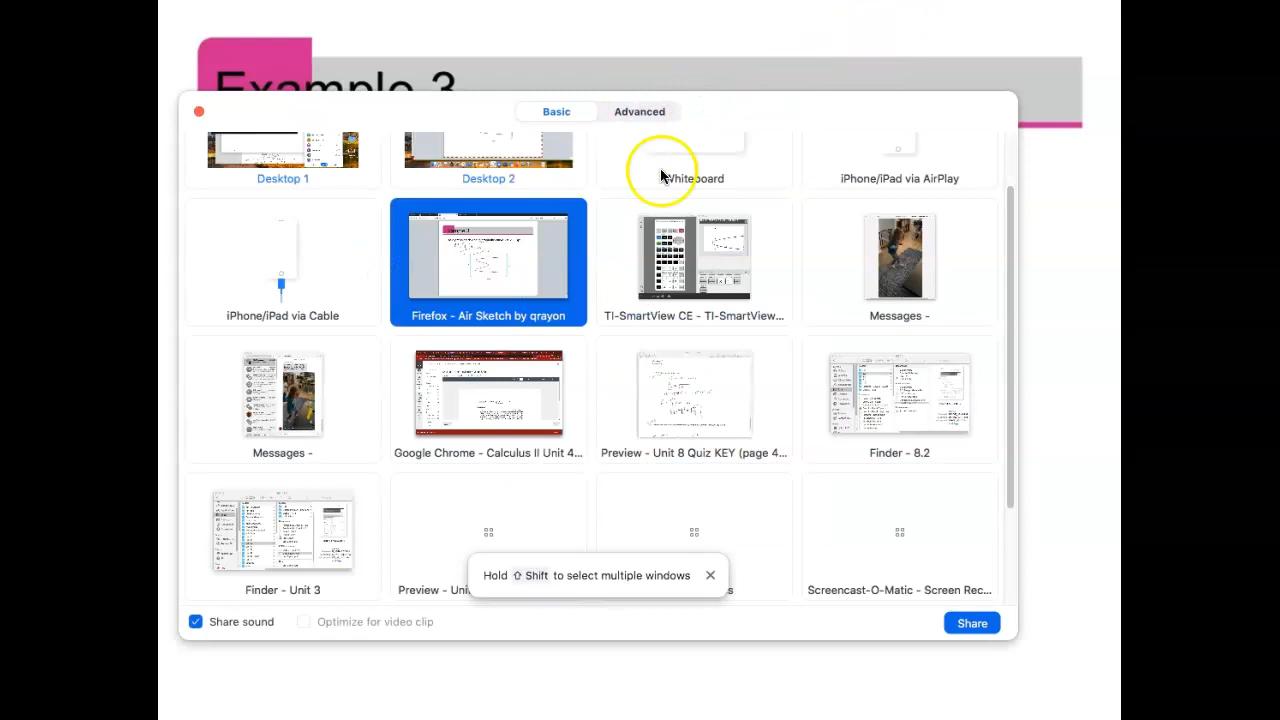 Example 3
Basic
Advanced
Desktop 1
Desktop 2
Whiteboard
iPhone/iPad via AirPlay
iPhone/iPad via Cable
Firefox - Air Sketch by qrayon
TI-SmartView CE - TI-SmartView...
Messages -
Messages -
Google Chrome - Calculus II Unit 4...
Preview - Unit 8 Quiz KEY (page 4...
Finder - 8.2
Finder - Unit 3
Screencast-O-Matic - Screen Rec...
Hold ⇧ Shift to select multiple windows
Share sound
Optimize for video clip
Share